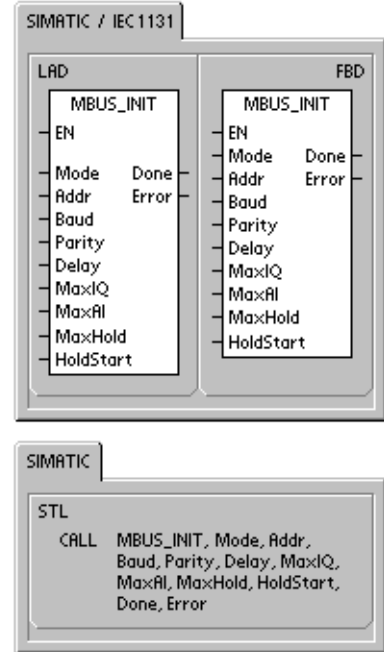 SIMATIC / IEC1131
LAD
MBUS_INIT
EN
Mode Done
Addr Error
Baud
Parity
Delay
MaxIQ
MaxAI
MaxHold
HoldStart
FBD
MBUS_INIT
EN
Mode Done
Addr Error
Baud
Parity
Delay
MaxIQ
MaxAI
MaxHold
HoldStart
SIMATIC
STL
CALL MBUS_INIT, Mode, Addr,
Baud, Parity, Delay, MaxIQ,
MaxAI, MaxHold, HoldStart,
Done, Error